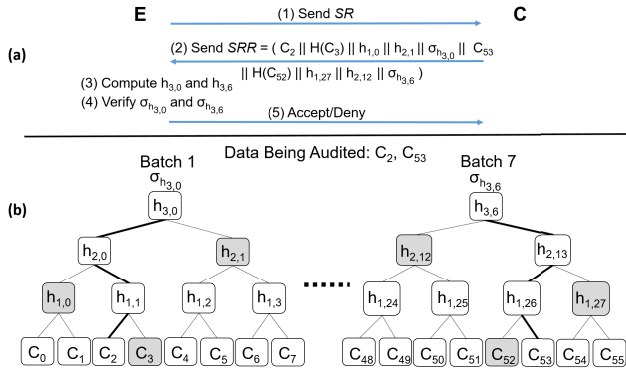 E (1) Send SR C
(a) (2) Send SRR = ( C₂ || H(C₃) || h₁,₀ || h₂,₁ || σₕ₃,₀ || C₅₃
|| H(C₅₂) || h₁,₂₇ || h₂,₁₂ || σₕ₃,₆ )
(3) Compute h₃,₀ and h₃,₆
(4) Verify σₕ₃,₀ and σₕ₃,₆
(5) Accept/Deny
Data Being Audited: C₂, C₅₃
Batch 1 Batch 7
σₕ₃,₀ σₕ₃,₆
(b) h₃,₀ h₃,₆
h₂,₀ h₂,₁ h₂,₁₂ h₂,₁₃
h₁,₀ h₁,₁ h₁,₂ h₁,₃ h₁,₂₄ h₁,₂₅ h₁,₂₆ h₁,₂₇
C₀ C₁ C₂ C₃ C₄ C₅ C₆ C₇ C₄₈ C₄₉ C₅₀ C₅₁ C₅₂ C₅₃ C₅₄ C₅₅